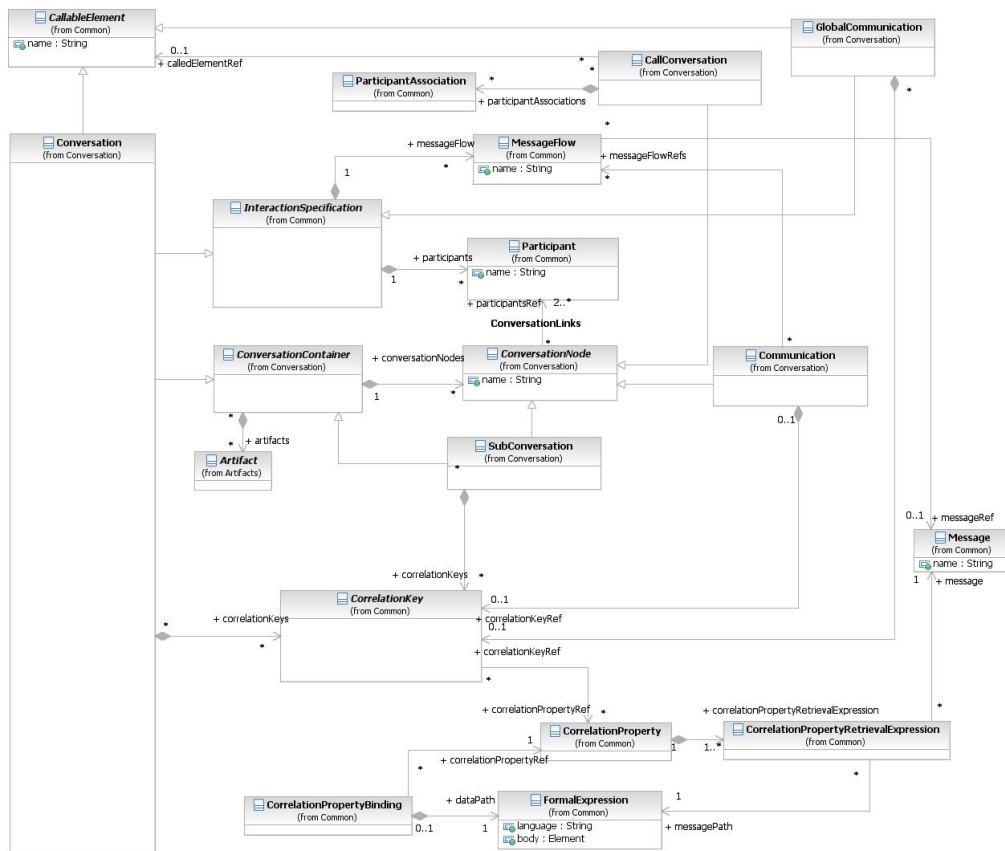 CallableElement
(from Common)
name : String
GlobalCommunication
(from Conversation)
0..1
+ calledElementRef
*
*
CallConversation
(from Conversation)
*
ParticipantAssociation
(from Common)
*
+ participantAssociations
Conversation
(from Conversation)
+ messageFlow
*
1
MessageFlow
(from Common)
name : String
*
+ messageFlowRefs
*
InteractionSpecification
(from Common)
+ participants
1
*
Participant
(from Common)
name : String
+ participantsRef
2..*
ConversationLinks
*
ConversationContainer
(from Conversation)
+ conversationNodes
1
*
ConversationNode
(from Conversation)
name : String
*
Communication
(from Conversation)
0..1
*
*
+ artifacts
Artifact
(from Artifacts)
SubConversation
(from Conversation)
*
0..1
+ messageRef
Message
(from Common)
name : String
1
+ message
+ correlationKeys
*
CorrelationKey
(from Common)
0..1
+ correlationKeyRef
0..1
+ correlationKeyRef
*
+ correlationKeys
*
*
+ correlationPropertyRef
*
CorrelationProperty
(from Common)
+ correlationPropertyRetrievalExpression
1
1..*
*
CorrelationPropertyRetrievalExpression
(from Common)
*
1
+ correlationPropertyRef
*
CorrelationPropertyBinding
(from Common)
+ dataPath
0..1
1
FormalExpression
(from Common)
language : String
body : Element
1
+ messagePath